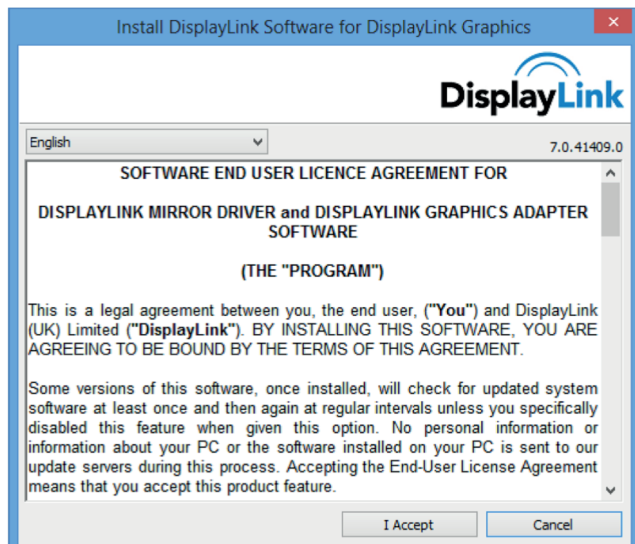 Install DisplayLink Software for DisplayLink Graphics
DisplayLink
English
7.0.41409.0
SOFTWARE END USER LICENCE AGREEMENT FOR
DISPLAYLINK MIRROR DRIVER and DISPLAYLINK GRAPHICS ADAPTER
SOFTWARE
(THE "PROGRAM")
This is a legal agreement between you, the end user, ("You") and DisplayLink
(UK) Limited ("DisplayLink"). BY INSTALLING THIS SOFTWARE, YOU ARE
AGREEING TO BE BOUND BY THE TERMS OF THIS AGREEMENT.
Some versions of this software, once installed, will check for updated system
software at least once and then again at regular intervals unless you specifically
disabled this feature when given this option. No personal information or
information about your PC or the software installed on your PC is sent to our
update servers during this process. Accepting the End-User License Agreement
means that you accept this product feature.
I Accept
Cancel